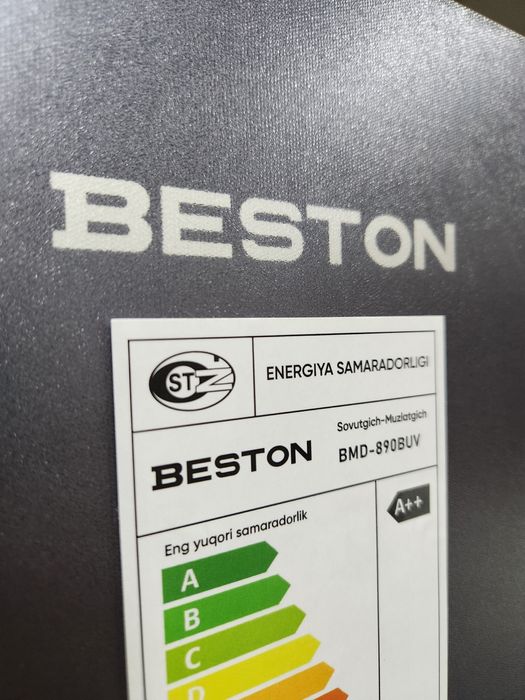 BESTON
STZ
ENERGIYA SAMARADORLIGI
BESTON
Sovutgich-Muzlatgich
BMD-890BUV
A++
Eng yuqori samaradorlik
A
B
C
D